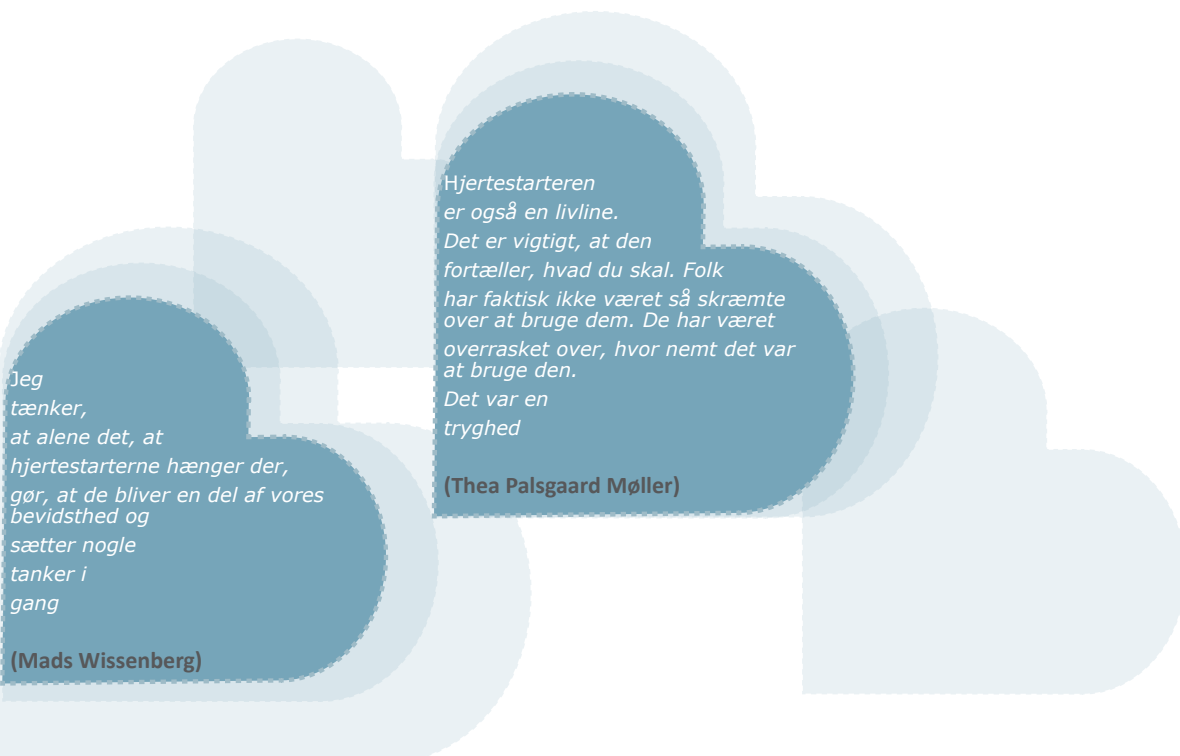 Jeg
tænker,
at alene det, at
hjertestarterne hænger der,
gør, at de bliver en del af vores
bevidsthed og
sætter nogle
tanker i
gang
(Mads Wissenberg)
Hjertestarteren
er også en livline.
Det er vigtigt, at den
fortæller, hvad du skal. Folk
har faktisk ikke været så skræmte
over at bruge dem. De har været
overrasket over, hvor nemt det var
at bruge den.
Det var en
tryghed
(Thea Palsgaard Møller)